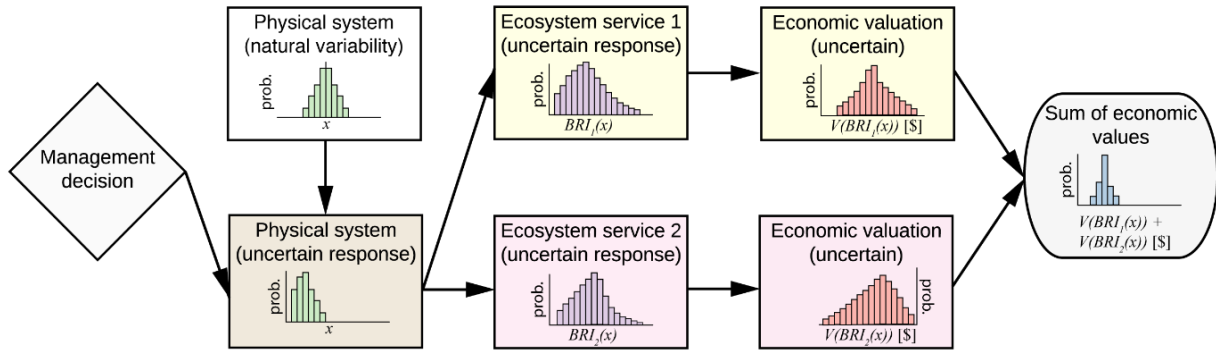 Management
decision
Physical system
(natural variability)
prob.
x
Physical system
(uncertain response)
prob.
x
Ecosystem service 1
(uncertain response)
prob.
BRI₁(x)
Economic valuation
(uncertain)
prob.
V(BRI₁(x)) [$]
Ecosystem service 2
(uncertain response)
prob.
BRI₂(x)
Economic valuation
(uncertain)
prob.
V(BRI₂(x)) [$]
Sum of economic
values
prob.
V(BRI₁(x)) +
V(BRI₂(x)) [$]